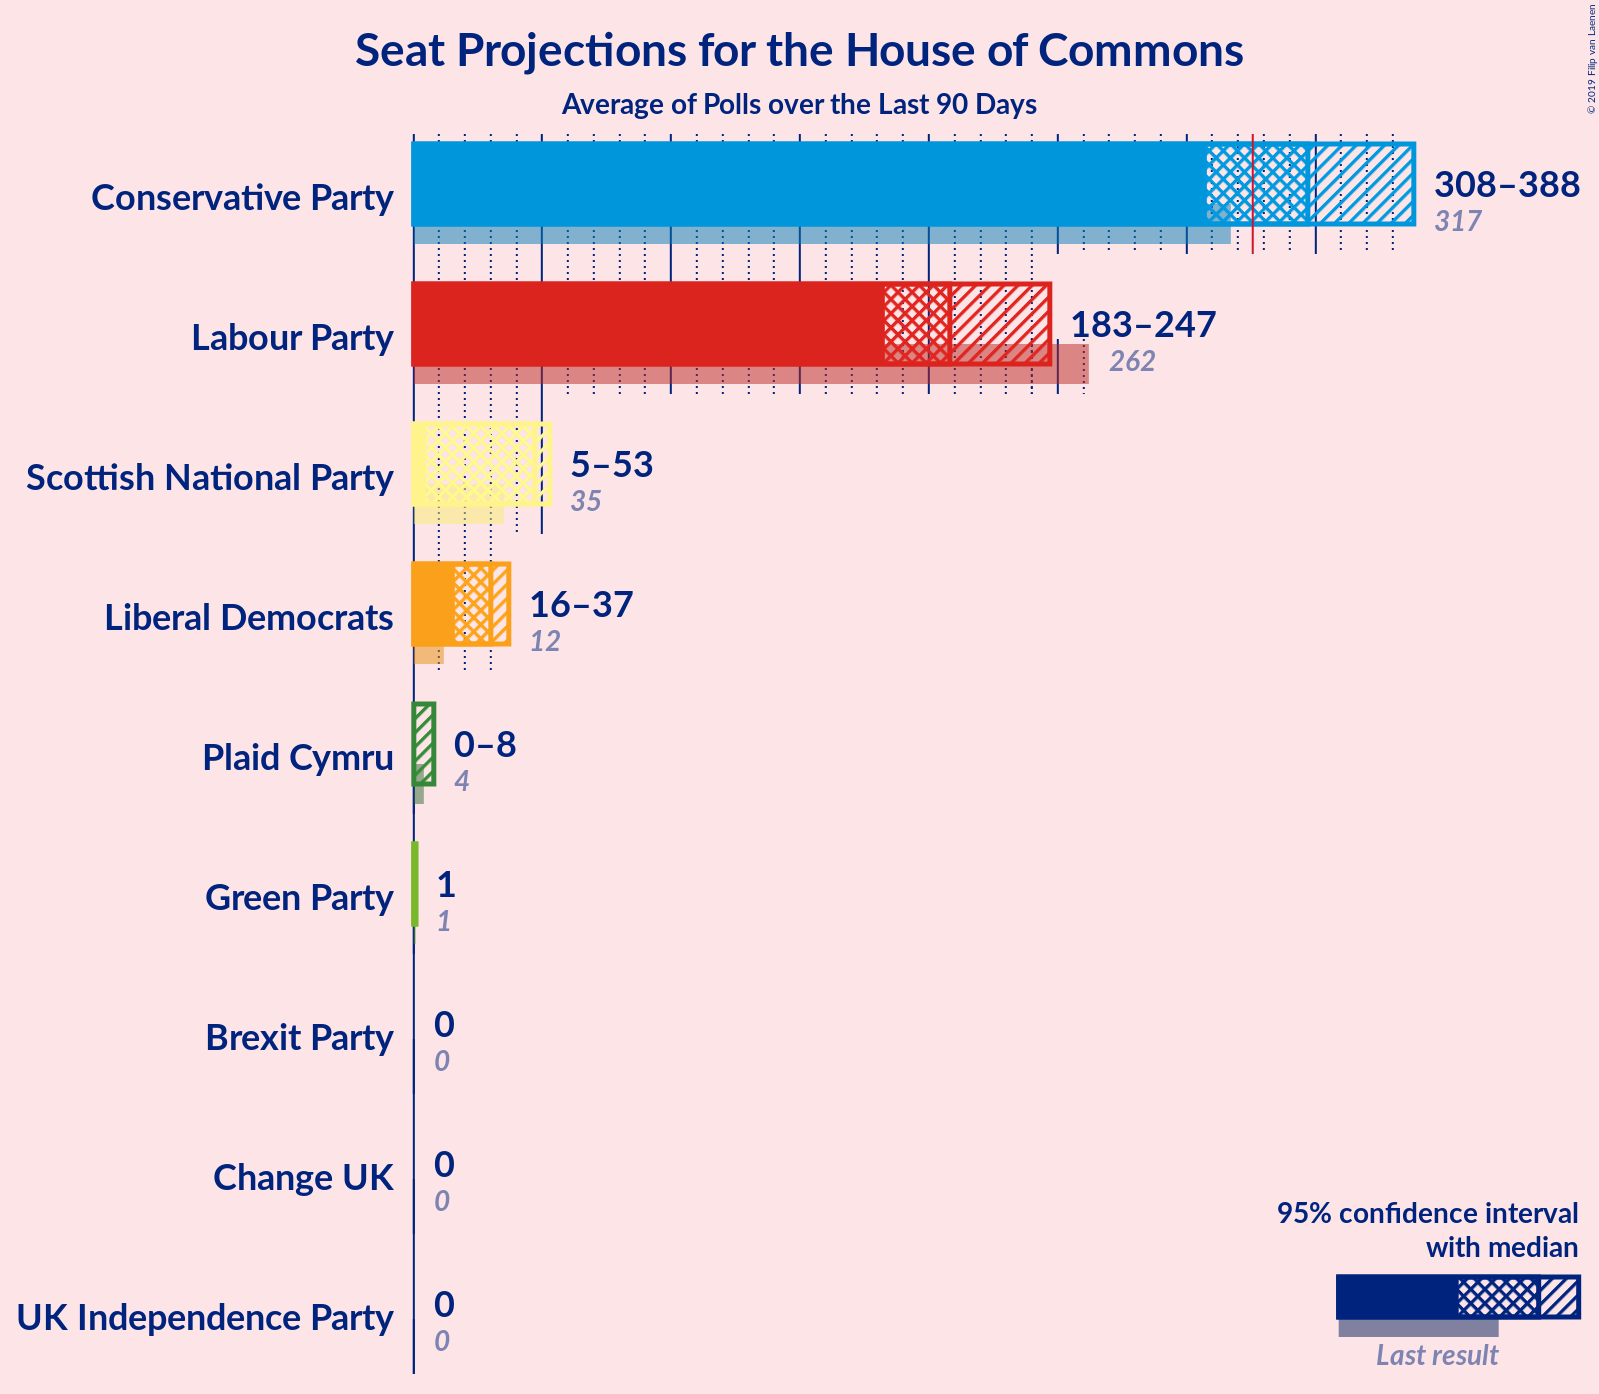 Seat Projections for the House of Commons
Average of Polls over the Last 90 Days
© 2019 Filip van Laenen
Conservative Party
308–388
317
Labour Party
183–247
262
Scottish National Party
5–53
35
Liberal Democrats
16–37
12
Plaid Cymru
0–8
4
Green Party
1
1
Brexit Party
0
0
Change UK
0
0
UK Independence Party
0
0
95% confidence interval
with median
Last result